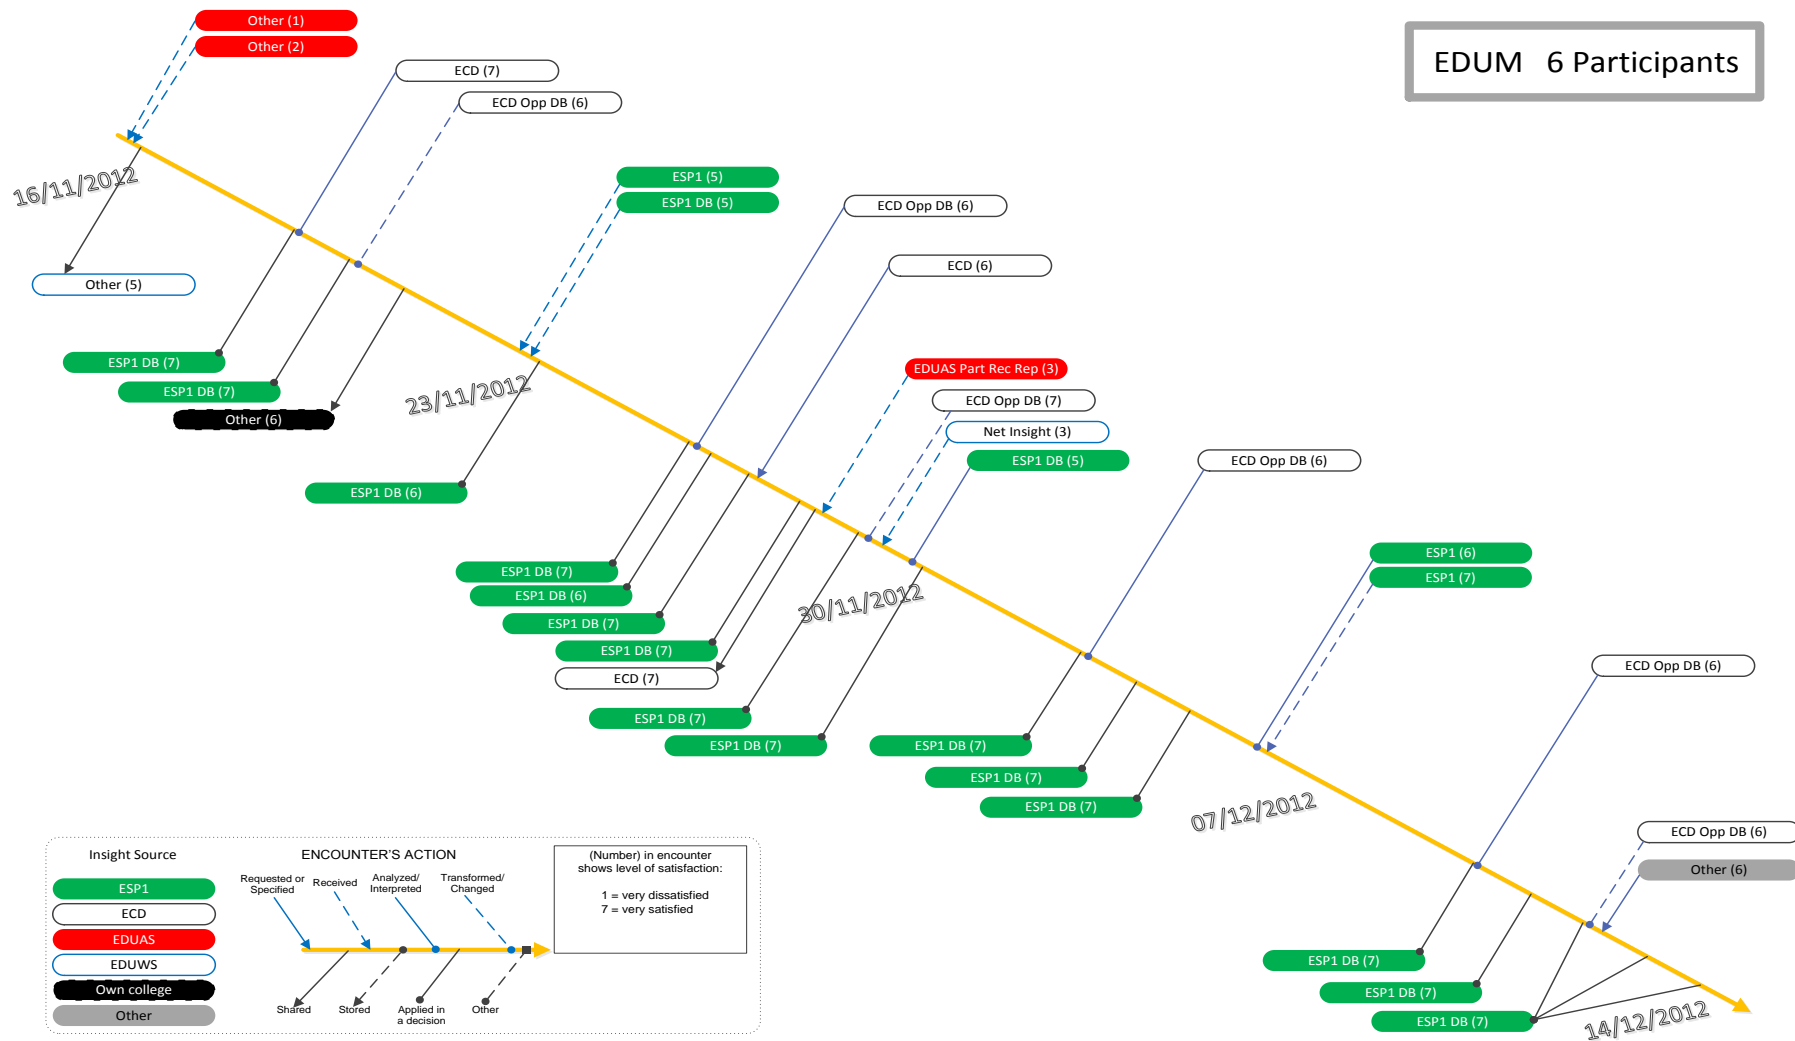 Other (1)
Other (2)
EDUM 6 Participants
ECD (7)
ECD Opp DB (6)
16/11/2012
ESP1 (5)
ESP1 DB (5)
ECD Opp DB (6)
ECD (6)
Other (5)
ESP1 DB (7)
ESP1 DB (7)
Other (6)
23/11/2012
EDUAS Part Rec Rep (3)
ECD Opp DB (7)
Net Insight (3)
ESP1 DB (5)
ECD Opp DB (6)
ESP1 DB (6)
ESP1 DB (7)
ESP1 DB (6)
ESP1 DB (7)
ESP1 DB (7)
ECD (7)
ESP1 DB (7)
ESP1 DB (7)
30/11/2012
ESP1 (6)
ESP1 (7)
ESP1 DB (7)
ESP1 DB (7)
ESP1 DB (7)
07/12/2012
ECD Opp DB (6)
ECD Opp DB (6)
Other (6)
ESP1 DB (7)
ESP1 DB (7)
ESP1 DB (7)
14/12/2012
Insight Source
ESP1
ECD
EDUAS
EDUWS
Own college
Other
ENCOUNTER'S ACTION
Requested or
Specified
Received
Analyzed/
Interpreted
Transformed/
Changed
Shared
Stored
Applied in
a decision
Other
(Number) in encounter
shows level of satisfaction:
1 = very dissatisfied
7 = very satisfied